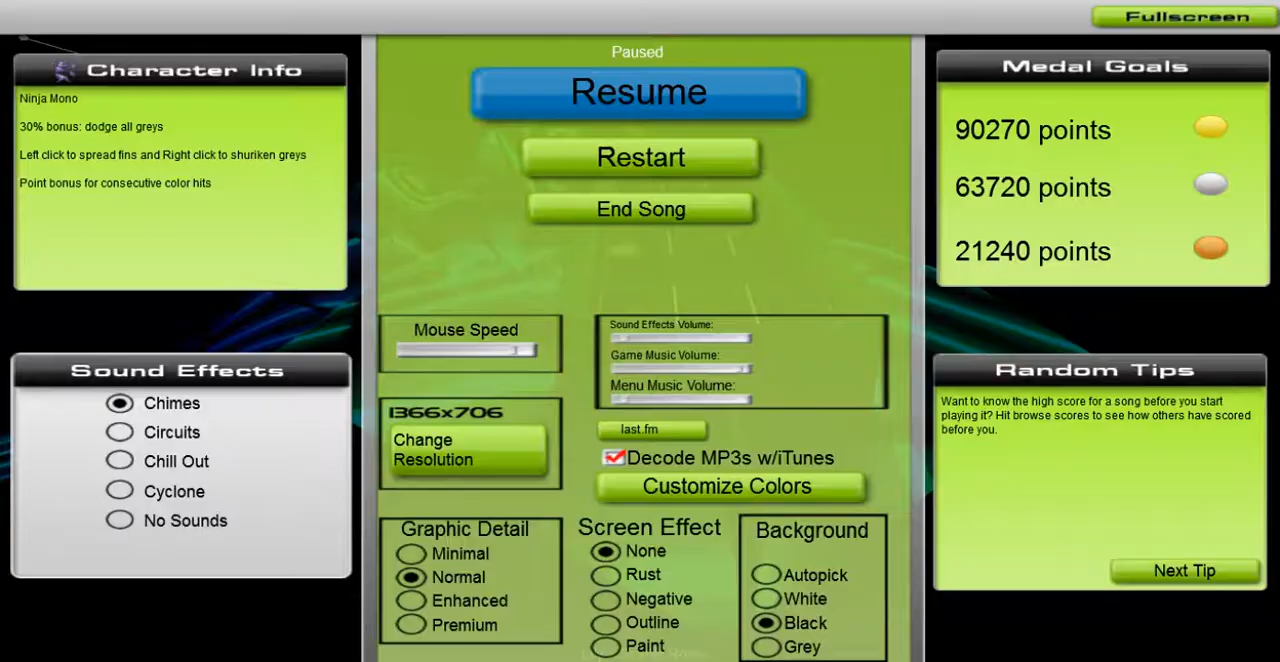 Fullscreen
Character Info
Ninja Mono
30% bonus: dodge all greys
Left click to spread fins and Right click to shuriken greys
Point bonus for consecutive color hits
Sound Effects
Chimes
Circuits
Chill Out
Cyclone
No Sounds
Paused
Resume
Restart
End Song
Mouse Speed
1366x706
Change
Resolution
Sound Effects Volume:
Game Music Volume:
Menu Music Volume:
last.fm
Decode MP3s w/iTunes
Customize Colors
Graphic Detail
Minimal
Normal
Enhanced
Premium
Screen Effect
None
Rust
Negative
Outline
Paint
Background
Autopick
White
Black
Grey
Medal Goals
90270 points
63720 points
21240 points
Random Tips
Want to know the high score for a song before you start
playing it? Hit browse scores to see how others have scored
before you.
Next Tip